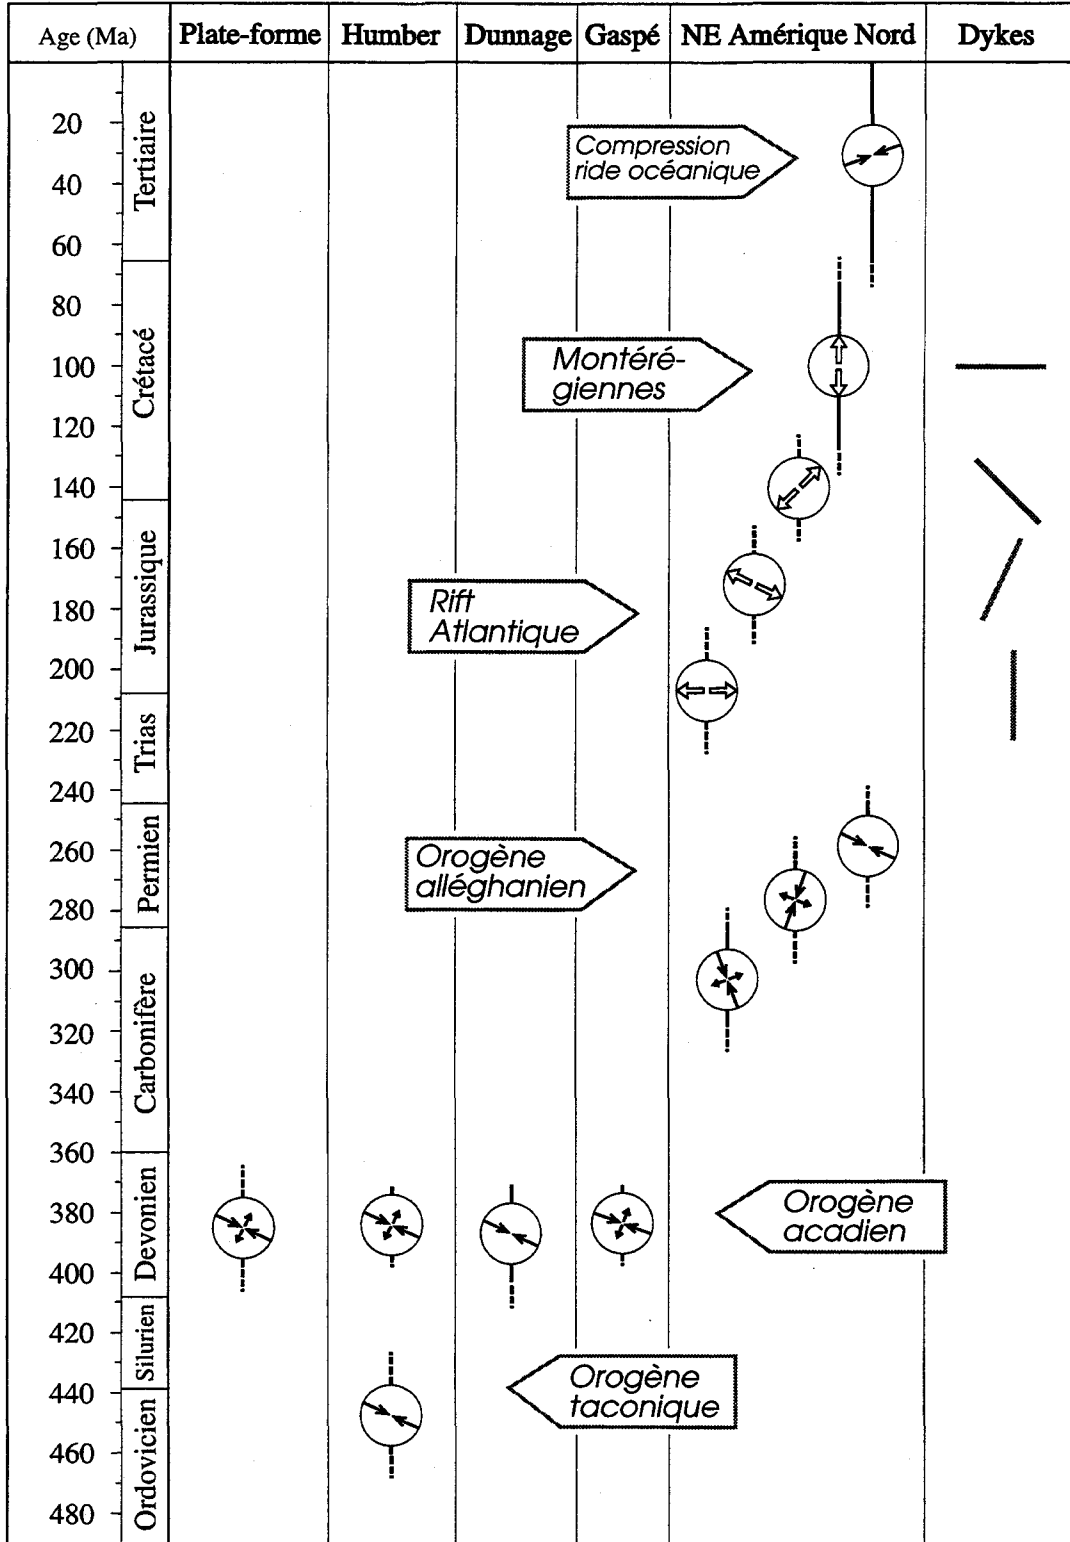 Age (Ma)
Plate-forme
Humber
Dunnage
Gaspé
NE Amérique Nord
Dykes
20
40
60
80
100
120
140
160
180
200
220
240
260
280
300
320
340
360
380
400
420
440
460
480
Tertiaire
Crétacé
Jurassique
Trias
Permien
Carbonifère
Devonien
Silurien
Ordovicien
Compression
ride océanique
Montéré-
giennes
Rift
Atlantique
Orogène
alléghanien
Orogène
acadien
Orogène
taconique